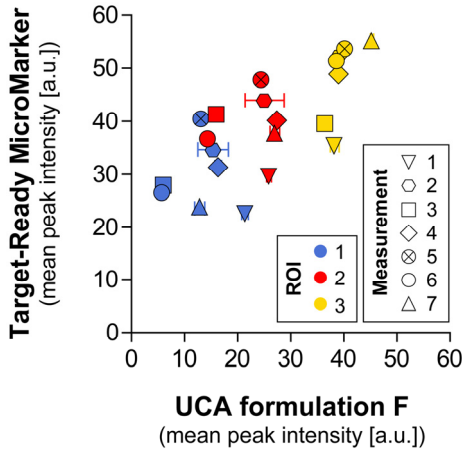 Target-Ready MicroMarker
(mean peak intensity [a.u.])
60
50
40
30
20
10
0
0 10 20 30 40 50 60
ROI
1
2
3
Measurement
1
2
3
4
5
6
7
UCA formulation F
(mean peak intensity [a.u.])